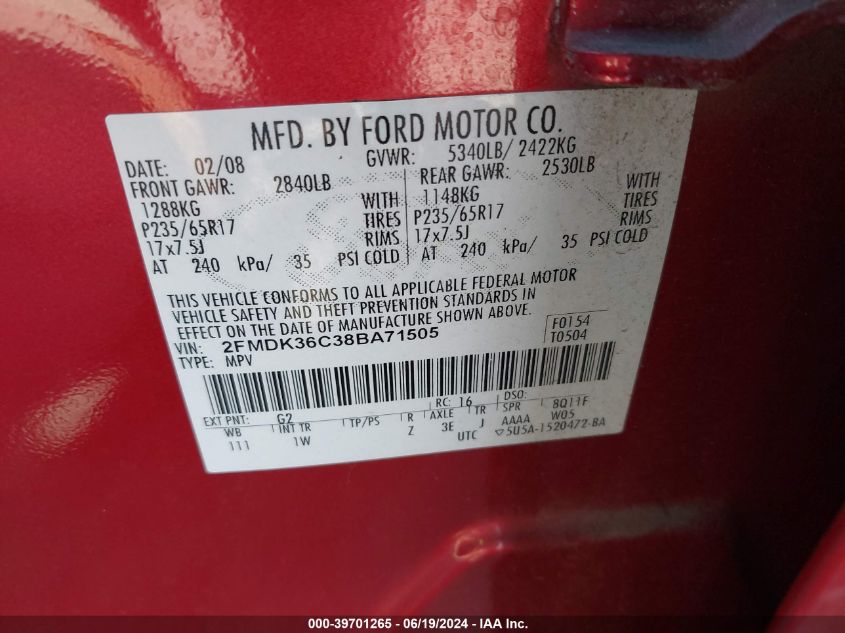 MFD. BY FORD MOTOR CO.
DATE: 02/08 GVWR: 5340LB/ 2422KG
FRONT GAWR: 2840LB REAR GAWR: 2530LB
1288KG WITH 1148KG WITH
P235/65R17 TIRES P235/65R17 TIRES
17x7.5J RIMS 17x7.5J RIMS
AT 240 kPa/ 35 PSI COLD AT 240 kPa/ 35 PSI COLD
THIS VEHICLE CONFORMS TO ALL APPLICABLE FEDERAL MOTOR
VEHICLE SAFETY AND THEFT PREVENTION STANDARDS IN
EFFECT ON THE DATE OF MANUFACTURE SHOWN ABOVE.
VIN: 2FMDK36C38BA71505 F0154
TYPE: MPV T0504
EXT PNT: G2 RC: 16 DSO:
WB INT TR TP/PS R AXLE TR SPR 8Q11F
111 1W Z 3E J AAAA W05
UTC ▽5U5A-1520472-BA
000-39701265 - 06/19/2024 - IAA Inc.